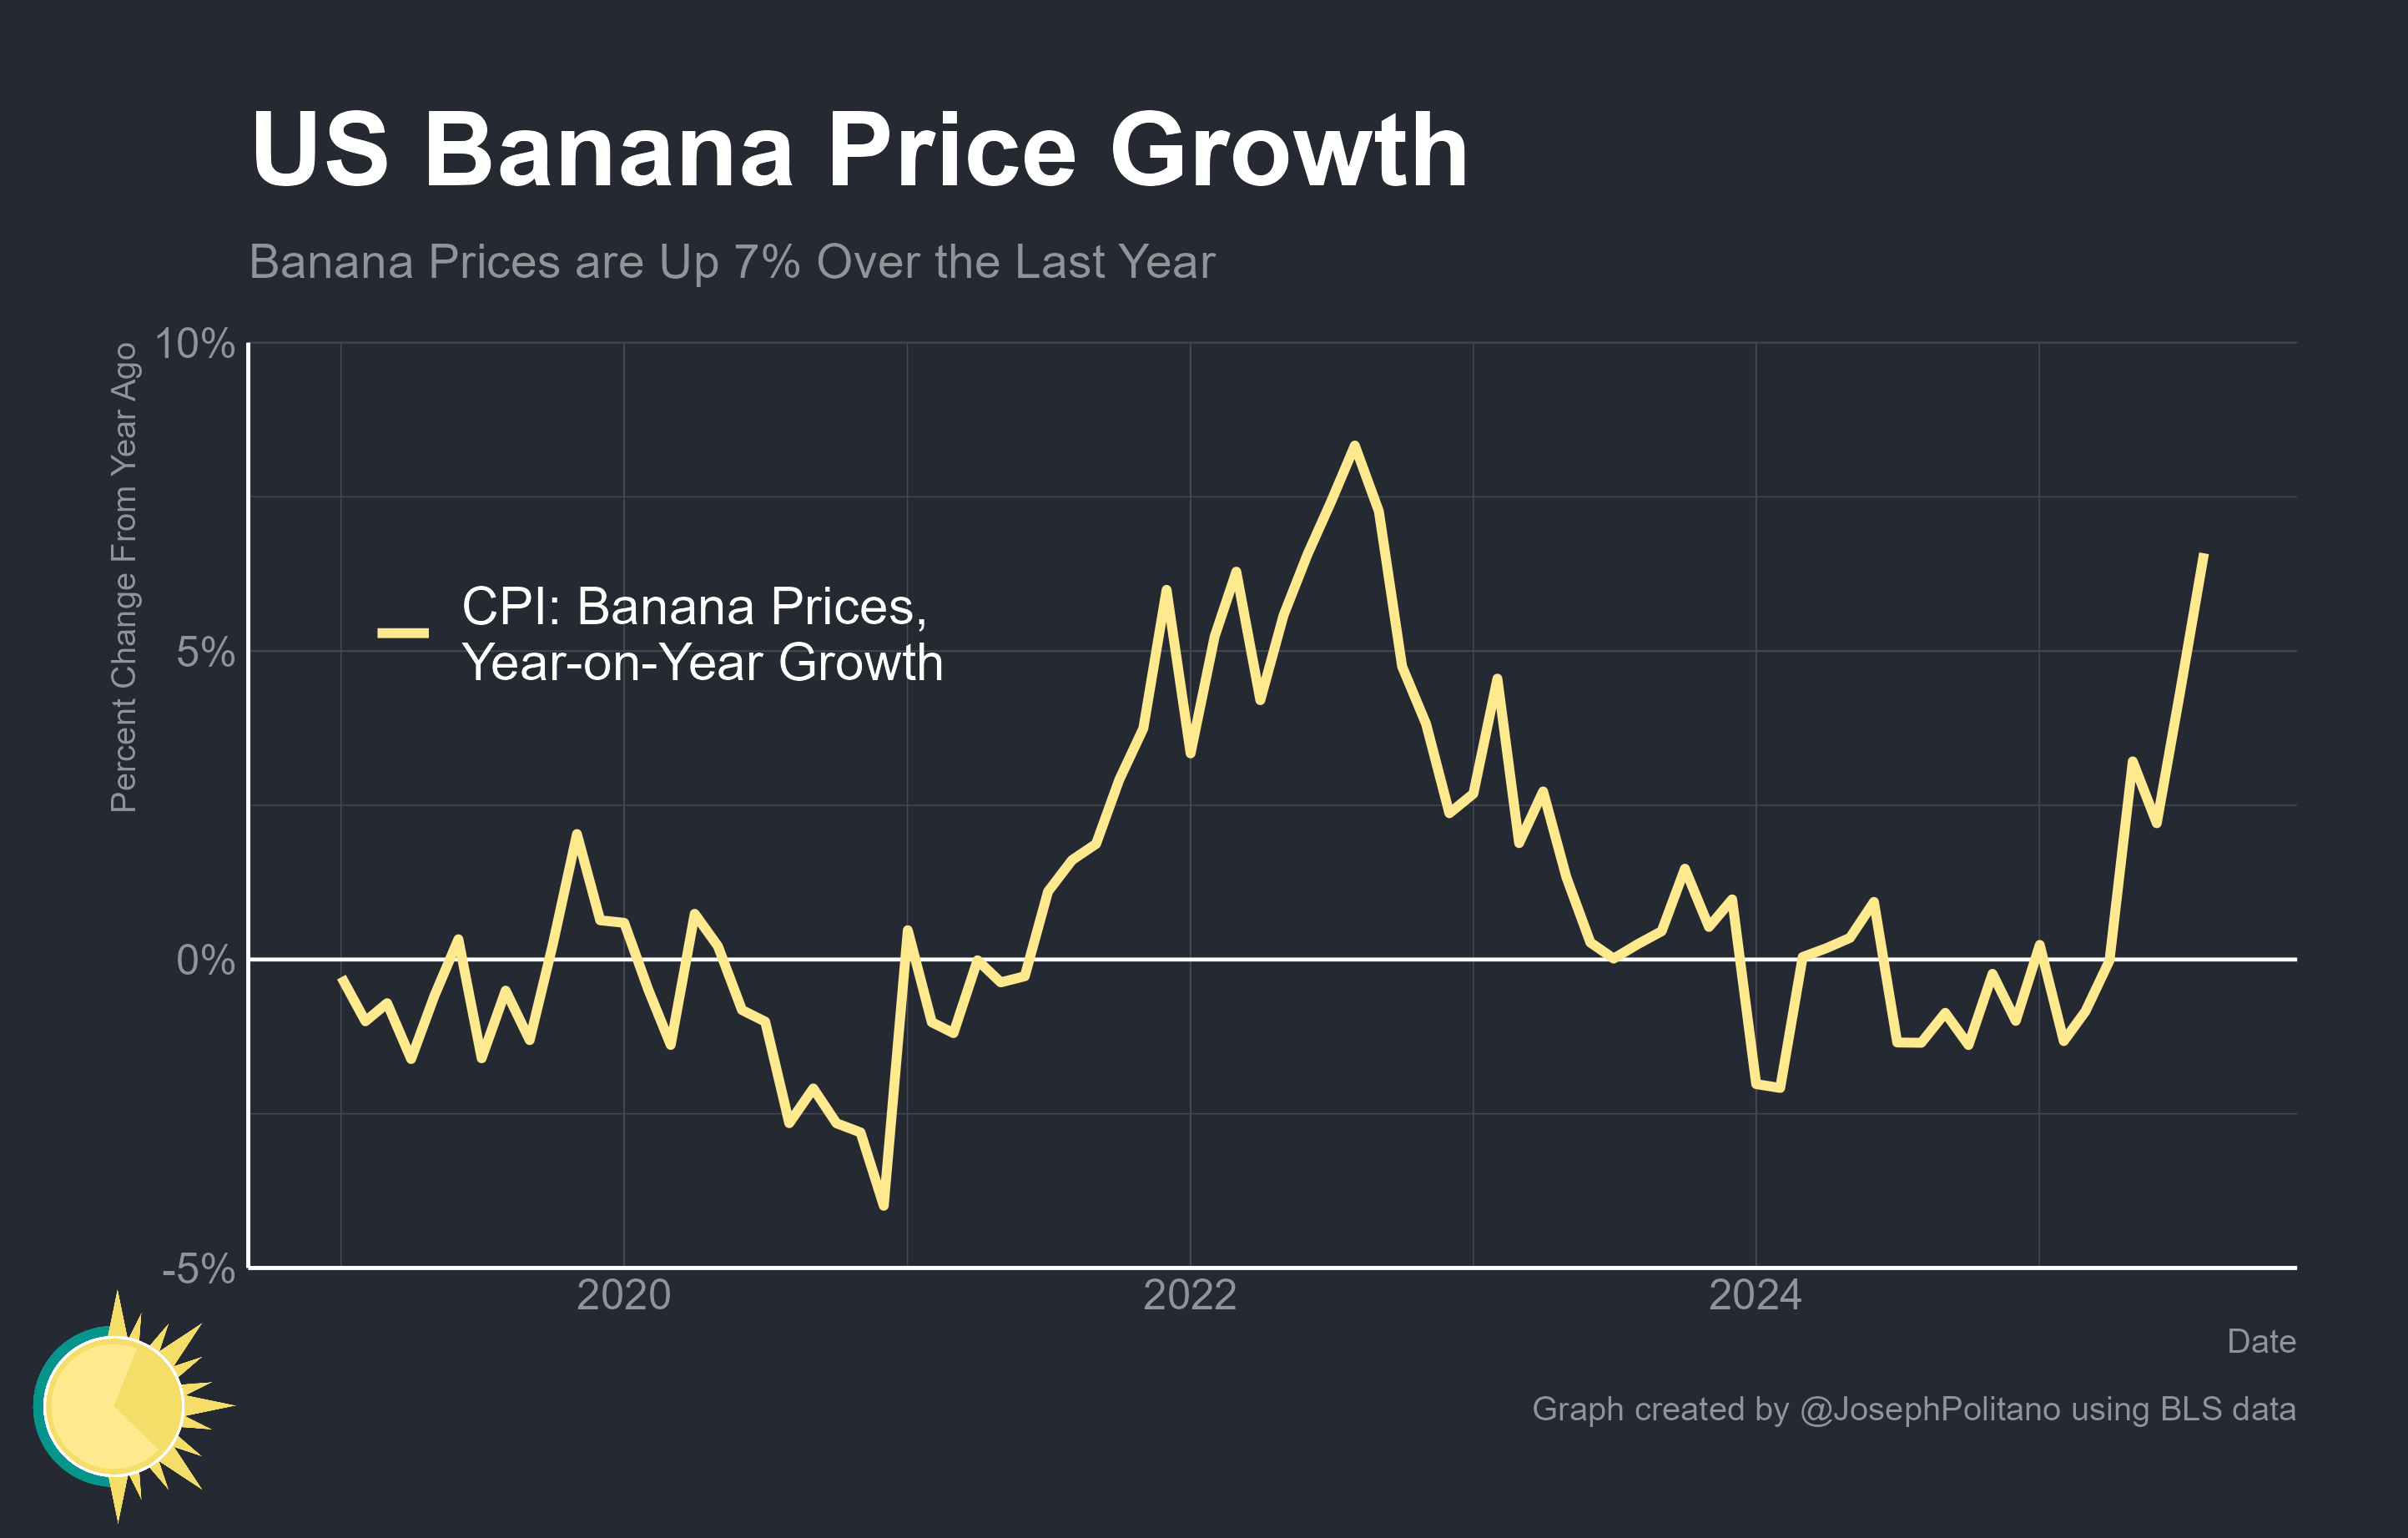 US Banana Price Growth
Banana Prices are Up 7% Over the Last Year
Percent Change From Year Ago
10%
5%
0%
-5%
CPI: Banana Prices,
Year-on-Year Growth
2020
2022
2024
Date
Graph created by @JosephPolitano using BLS data